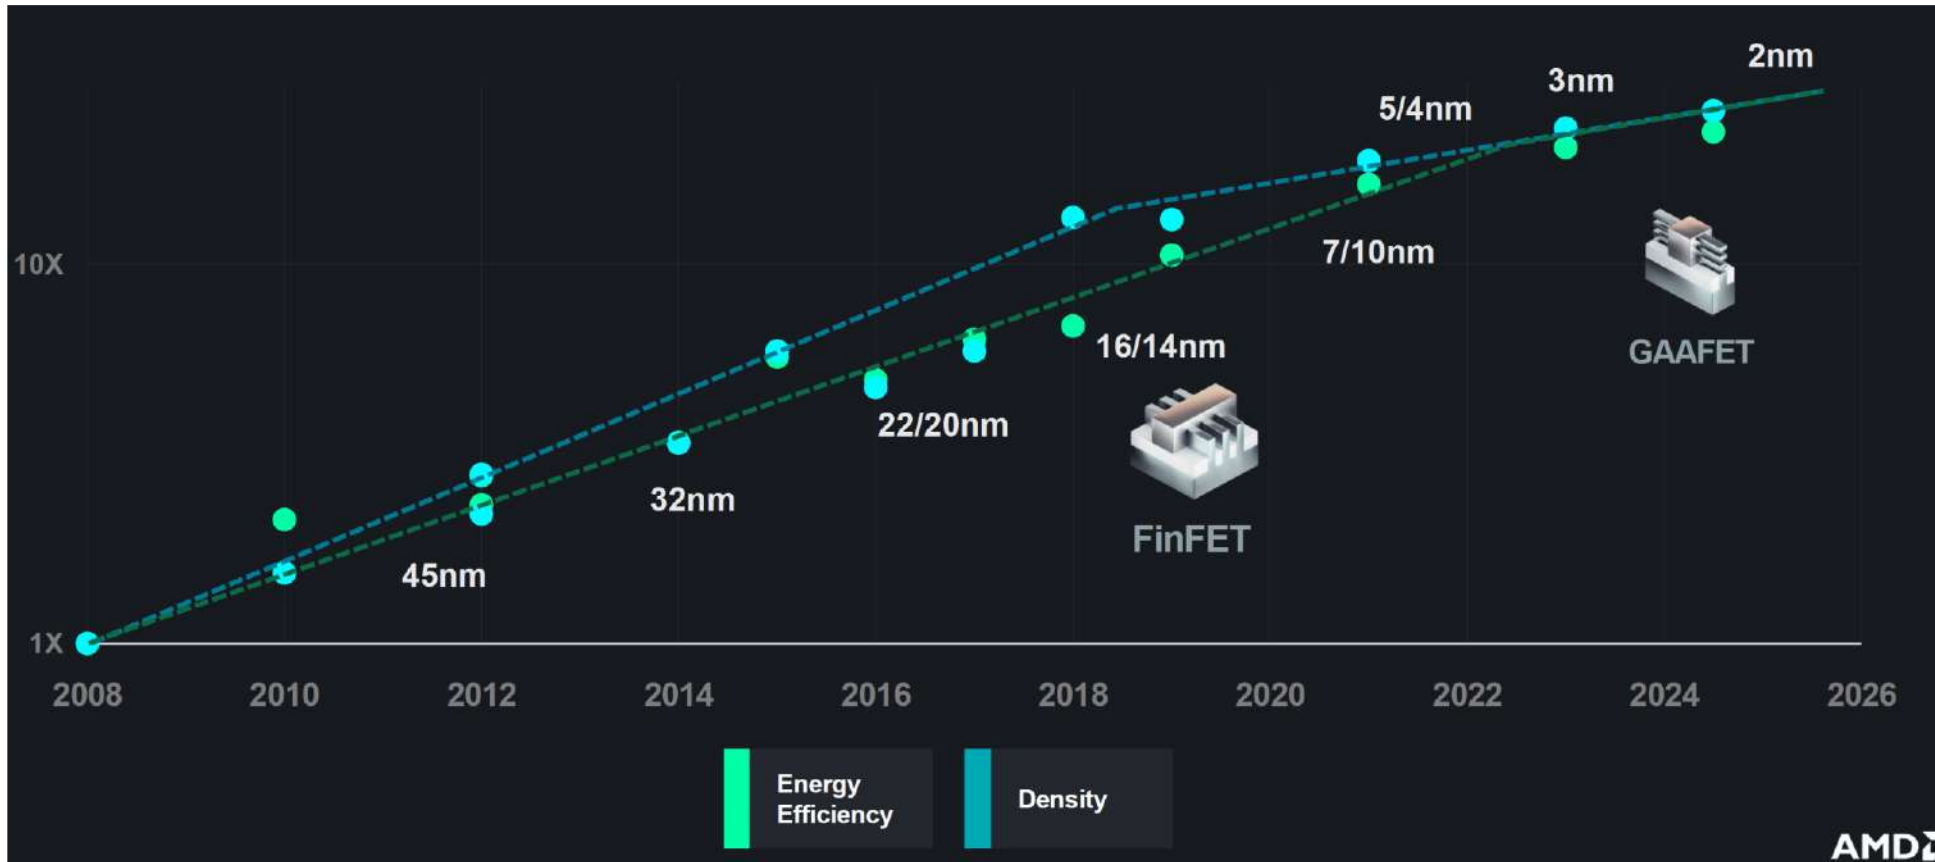 2nm
3nm
5/4nm
10X
7/10nm
16/14nm
GAAFET
22/20nm
32nm
FinFET
45nm
1X
2008 2010 2012 2014 2016 2018 2020 2022 2024 2026
Energy
Efficiency
Density
AMD